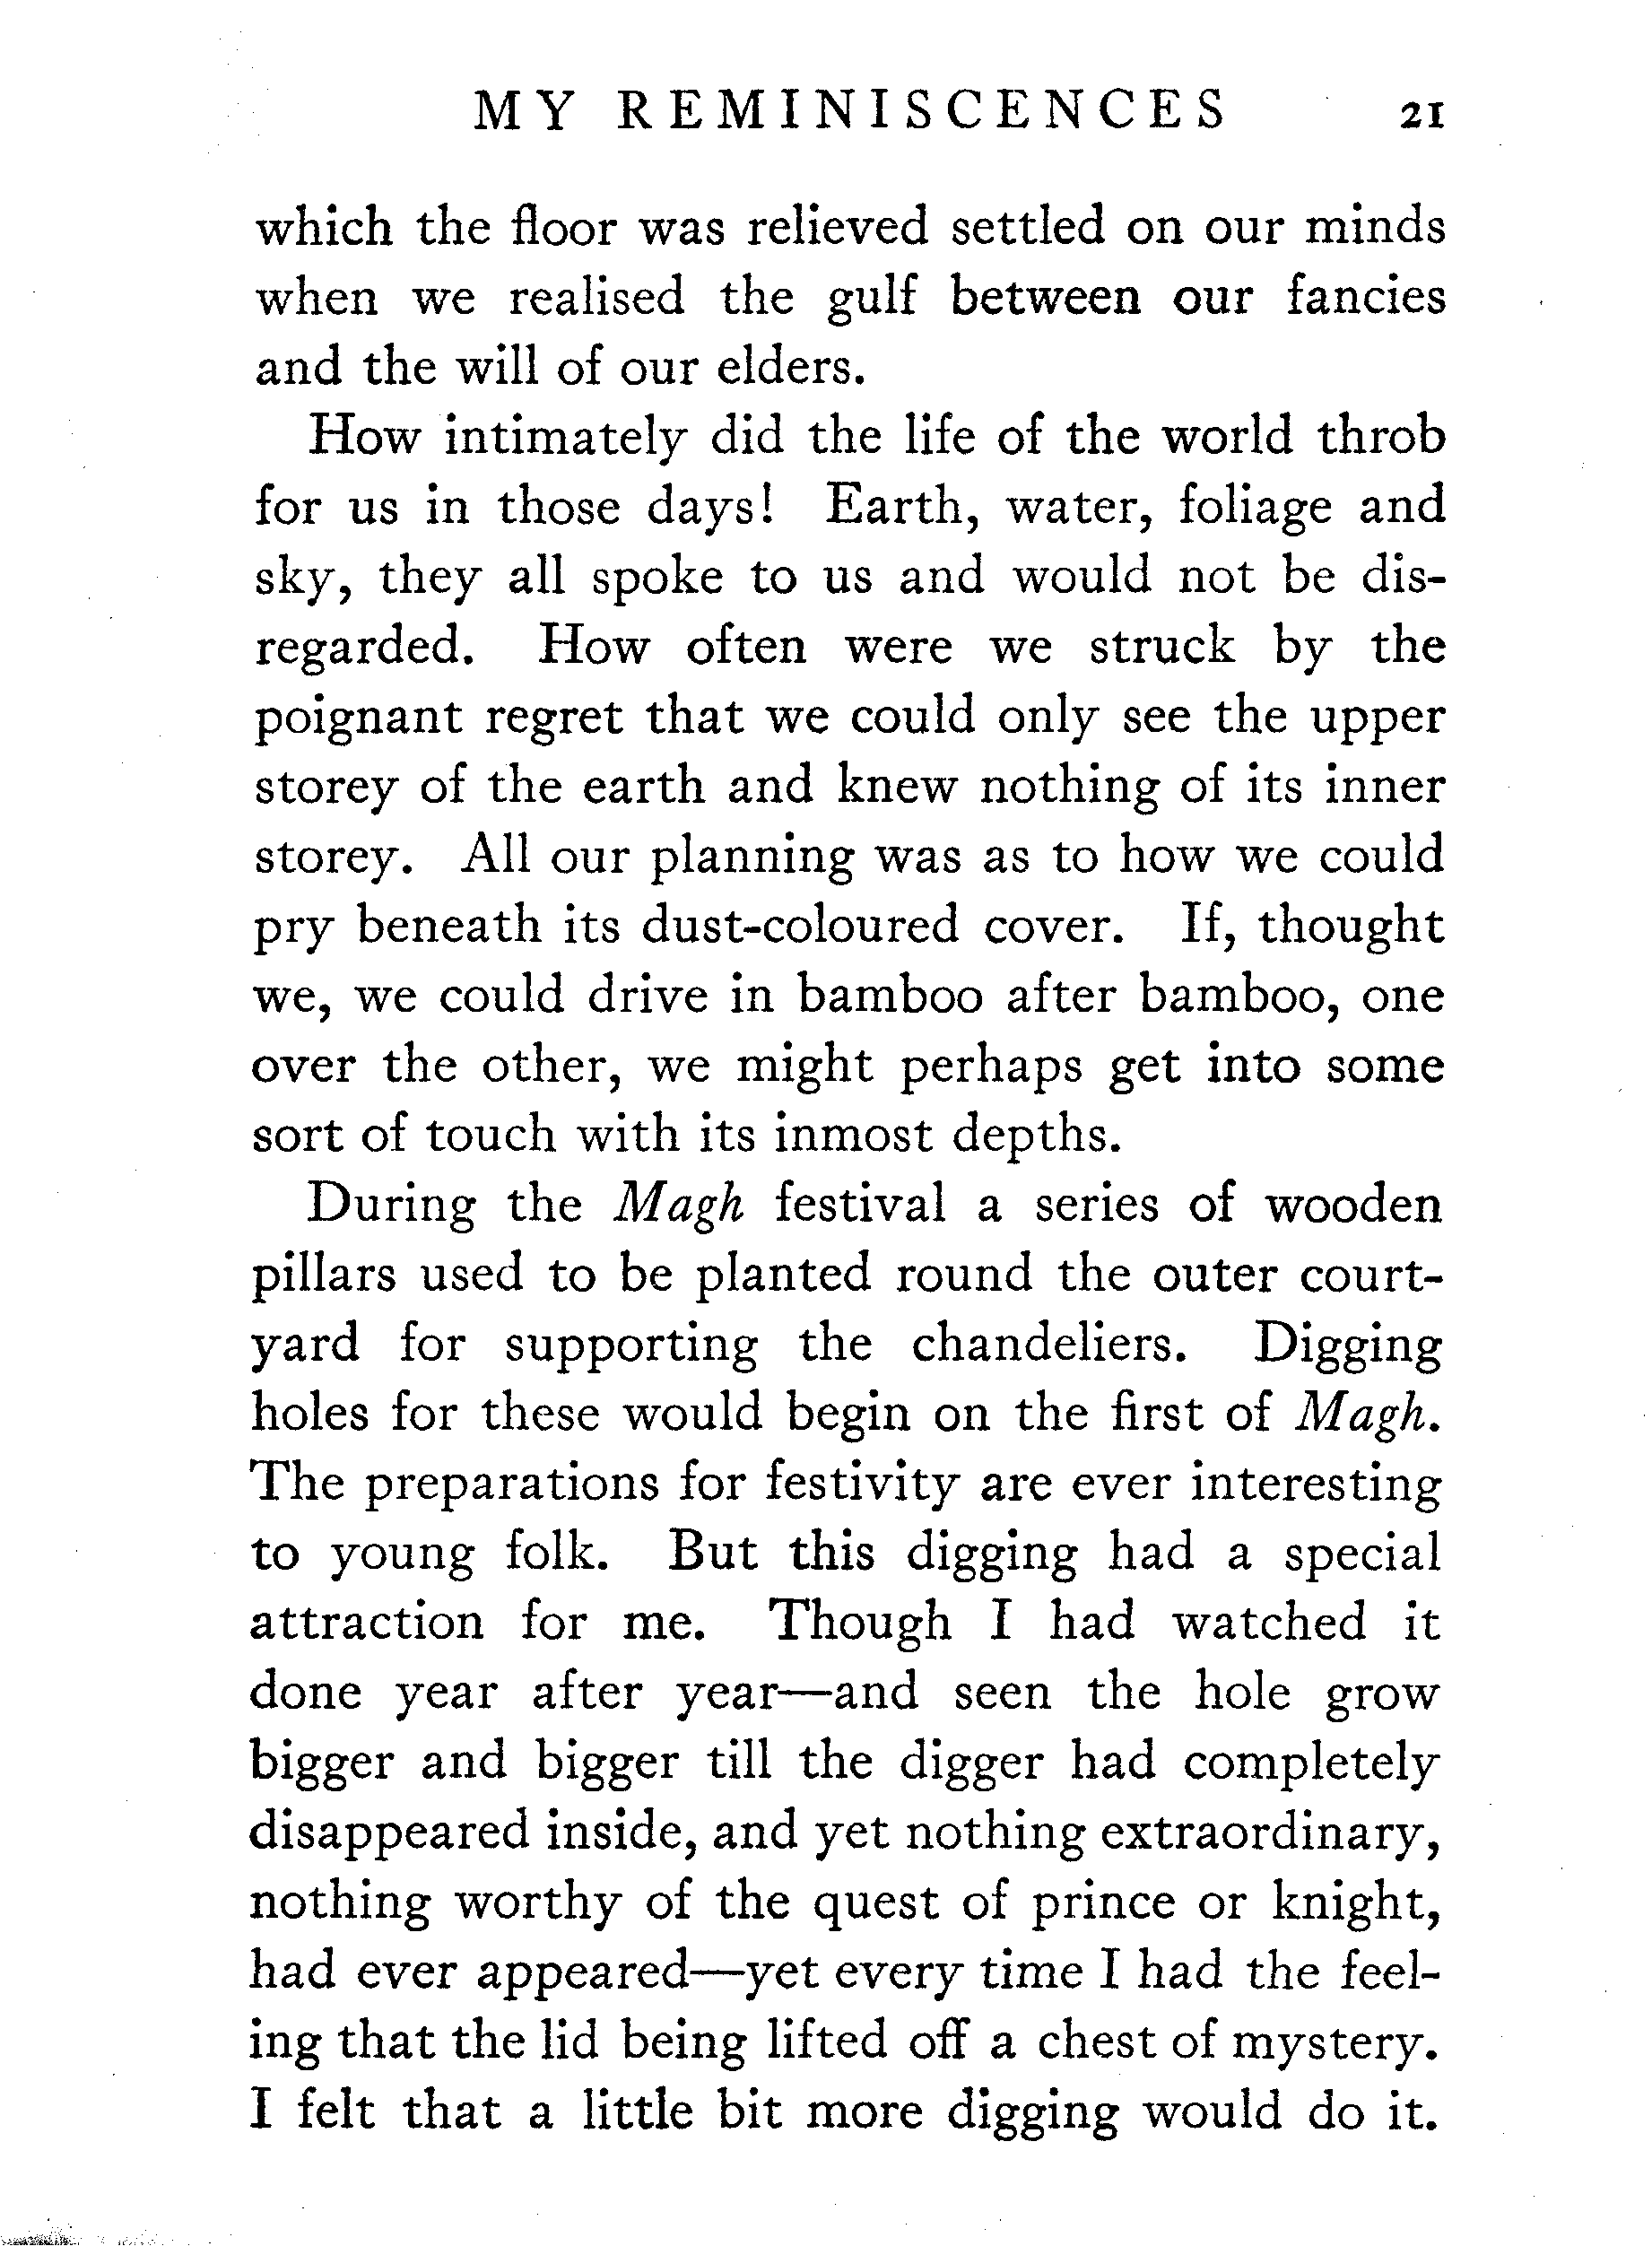 MY REMINISCENCES 21
which the floor was relieved settled on our minds
when we realised the gulf between our fancies
and the will of our elders.
How intimately did the life of the world throb
for us in those days! Earth, water, foliage and
sky, they all spoke to us and would not be dis-
regarded. How often were we struck by the
poignant regret that we could only see the upper
storey of the earth and knew nothing of its inner
storey. All our planning was as to how we could
pry beneath its dust-coloured cover. If, thought
we, we could drive in bamboo after bamboo, one
over the other, we might perhaps get into some
sort of touch with its inmost depths.
During the Magh festival a series of wooden
pillars used to be planted round the outer court-
yard for supporting the chandeliers. Digging
holes for these would begin on the first of Magh.
The preparations for festivity are ever interesting
to young folk. But this digging had a special
attraction for me. Though I had watched it
done year after year—and seen the hole grow
bigger and bigger till the digger had completely
disappeared inside, and yet nothing extraordinary,
nothing worthy of the quest of prince or knight,
had ever appeared—yet every time I had the feel-
ing that the lid being lifted off a chest of mystery.
I felt that a little bit more digging would do it.